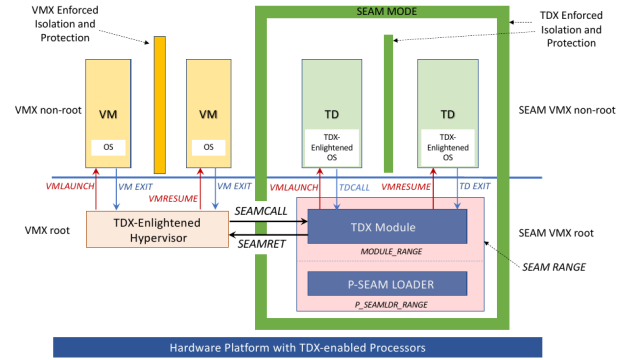 VMX Enforced
Isolation and
Protection
SEAM MODE
TDX Enforced
Isolation and
Protection
VMX non-root
VM
OS
VM
OS
TD
TDX-
Enlightened
OS
TD
TDX-
Enlightened
OS
SEAM VMX non-root
VMLAUNCH
VM EXIT
VMRESUME
VM EXIT
VMLAUNCH
TDCALL
VMRESUME
TD EXIT
VMX root
TDX-Enlightened
Hypervisor
SEAMCALL
SEAMRET
TDX Module
MODULE_RANGE
SEAM VMX root
SEAM RANGE
P-SEAM LOADER
P_SEAMLDR_RANGE
Hardware Platform with TDX-enabled Processors